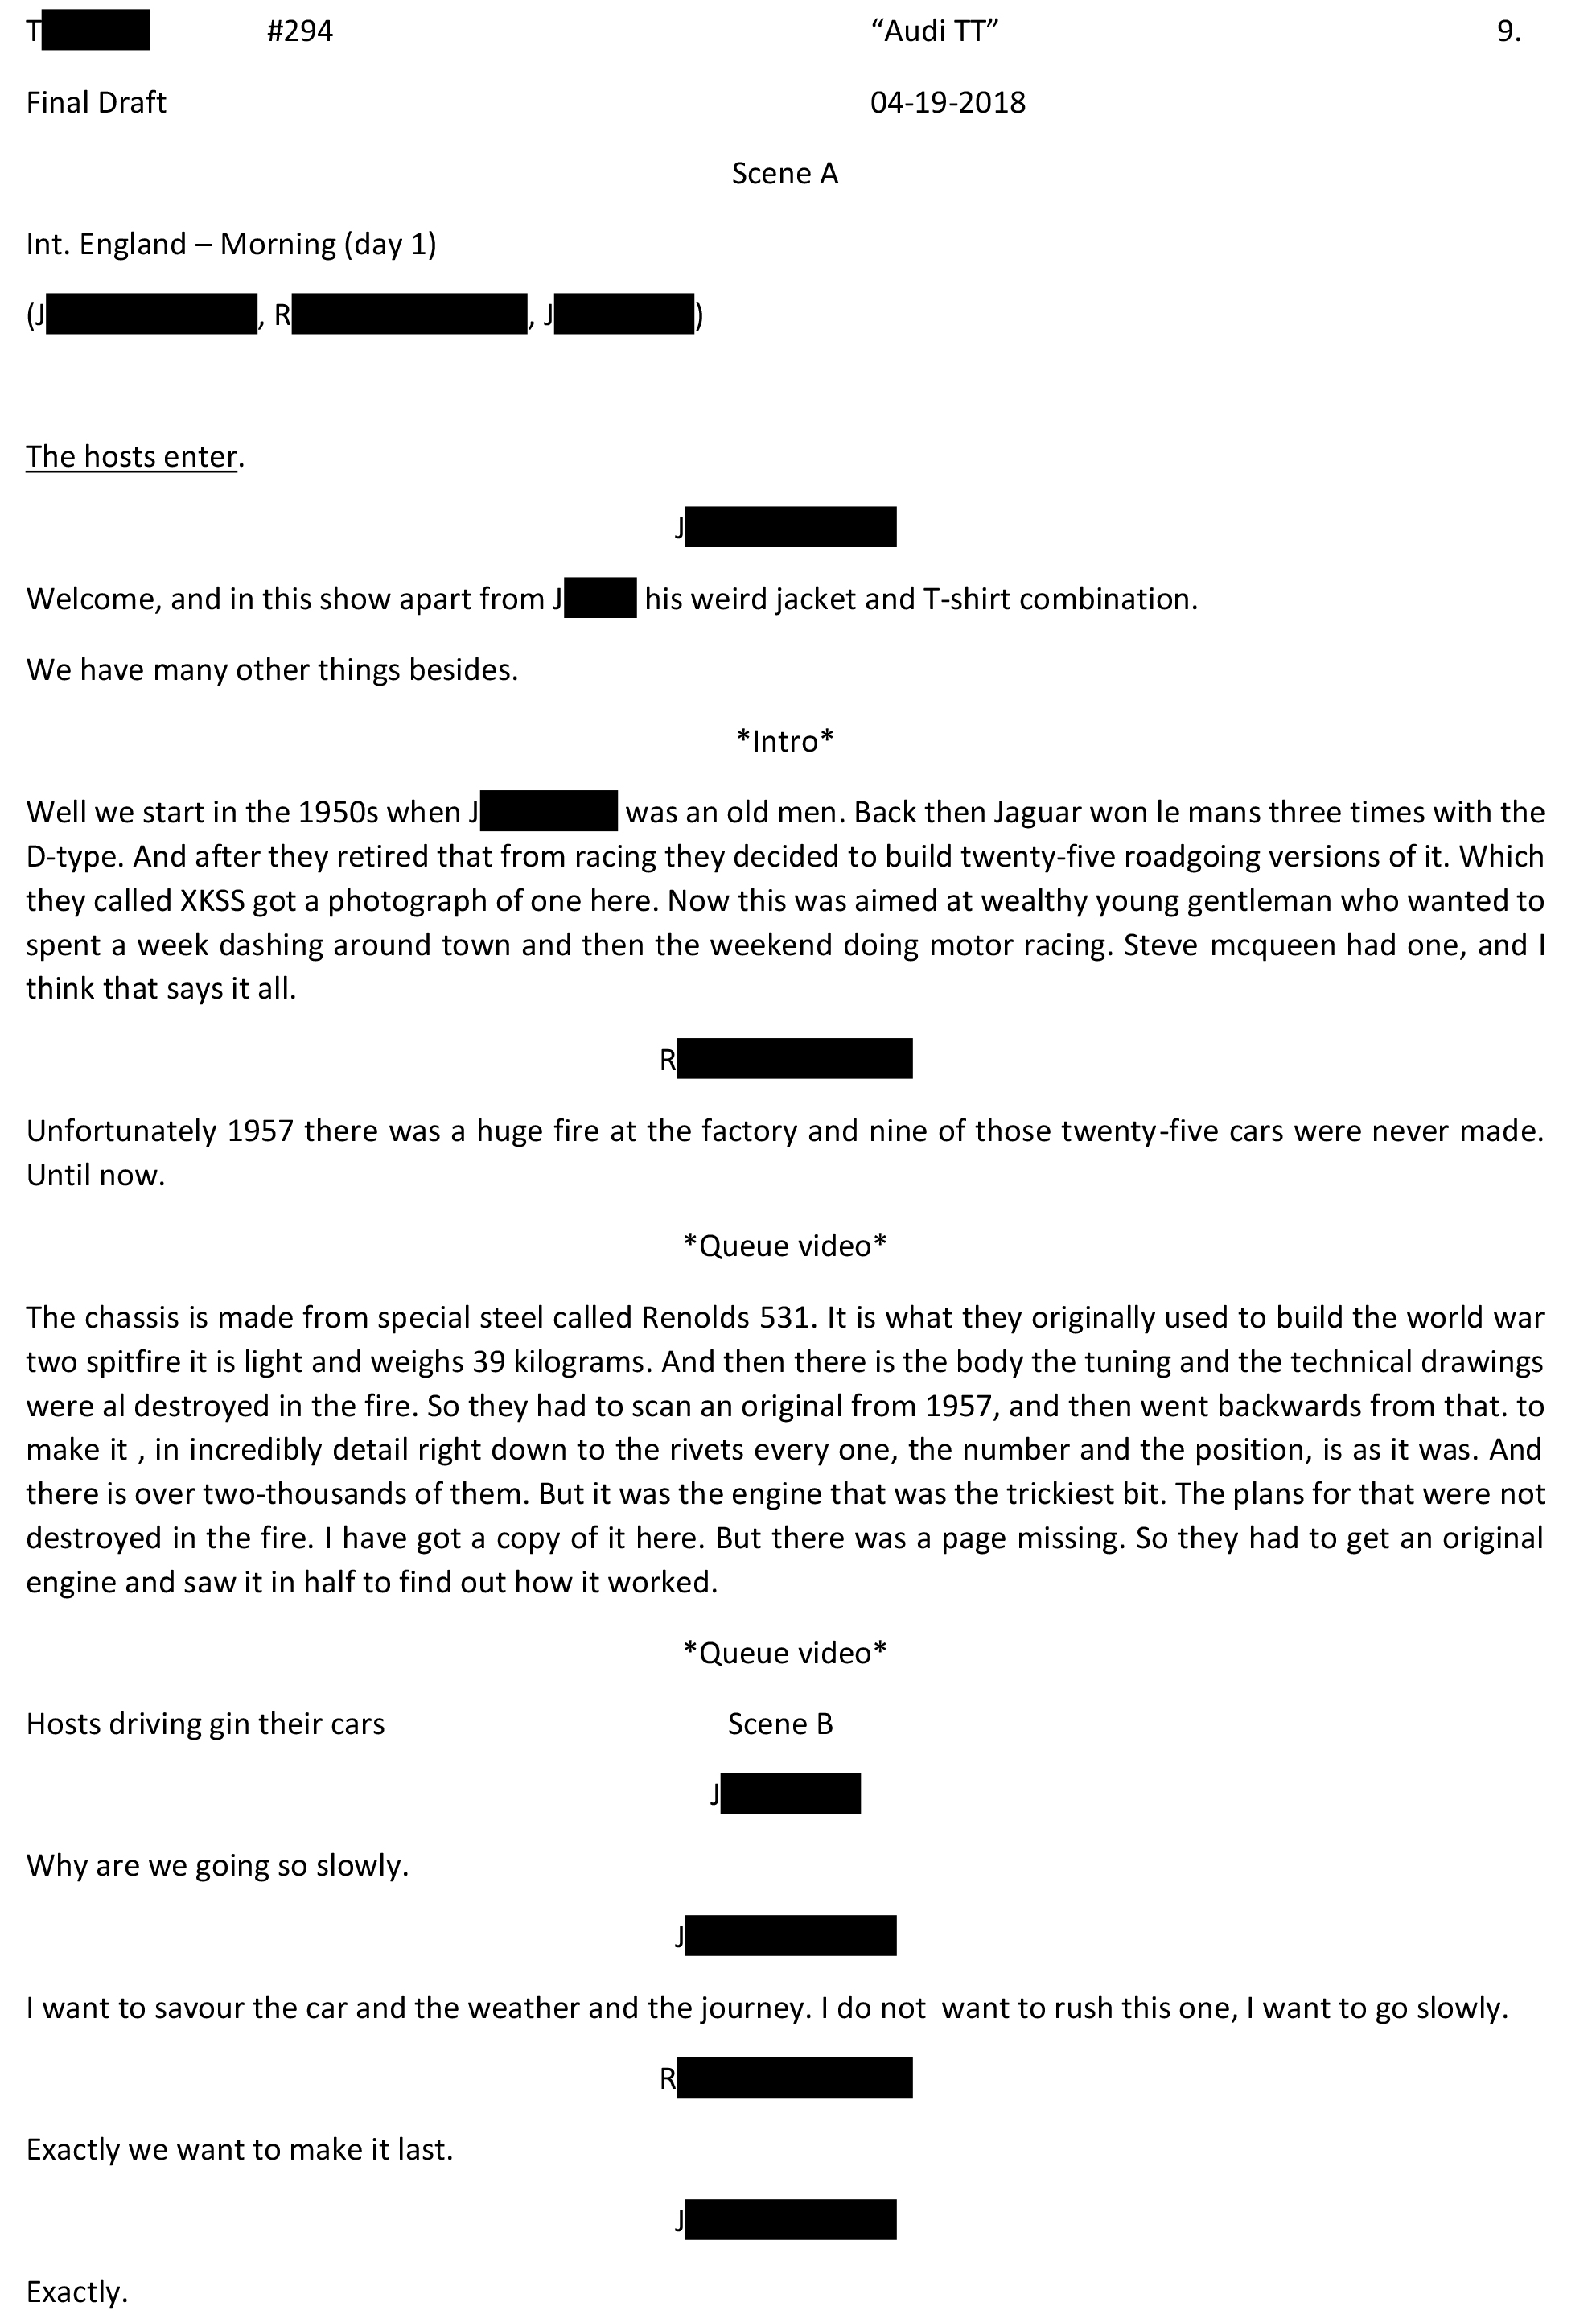 T #294 “Audi TT” 9.
Final Draft 04-19-2018
Scene A
Int. England – Morning (day 1)
(J , R , J )
The hosts enter.
J
Welcome, and in this show apart from J his weird jacket and T-shirt combination.
We have many other things besides.
*Intro*
Well we start in the 1950s when J was an old men. Back then Jaguar won le mans three times with the
D-type. And after they retired that from racing they decided to build twenty-five roadgoing versions of it. Which
they called XKSS got a photograph of one here. Now this was aimed at wealthy young gentleman who wanted to
spent a week dashing around town and then the weekend doing motor racing. Steve mcqueen had one, and I
think that says it all.
R
Unfortunately 1957 there was a huge fire at the factory and nine of those twenty-five cars were never made.
Until now.
*Queue video*
The chassis is made from special steel called Renolds 531. It is what they originally used to build the world war
two spitfire it is light and weighs 39 kilograms. And then there is the body the tuning and the technical drawings
were al destroyed in the fire. So they had to scan an original from 1957, and then went backwards from that. to
make it , in incredibly detail right down to the rivets every one, the number and the position, is as it was. And
there is over two-thousands of them. But it was the engine that was the trickiest bit. The plans for that were not
destroyed in the fire. I have got a copy of it here. But there was a page missing. So they had to get an original
engine and saw it in half to find out how it worked.
*Queue video*
Hosts driving gin their cars Scene B
J
Why are we going so slowly.
J
I want to savour the car and the weather and the journey. I do not  want to rush this one, I want to go slowly.
R
Exactly we want to make it last.
J
Exactly.